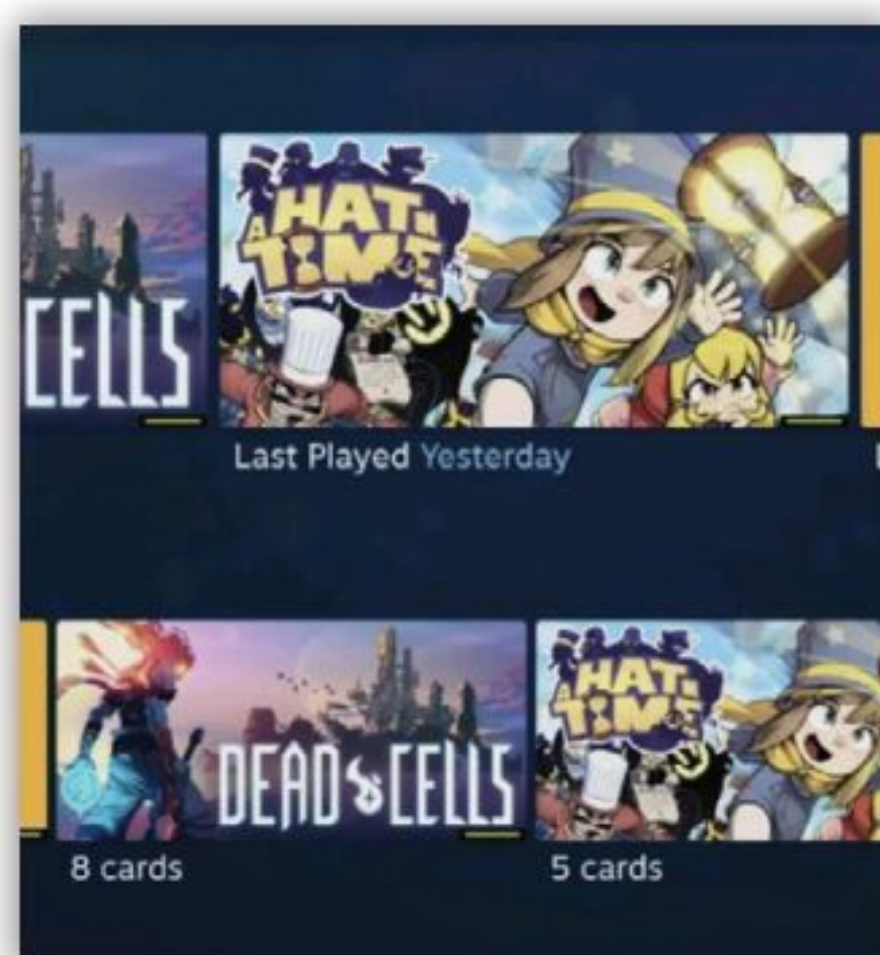 CELLS
A HAT IN TIME
Last Played Yesterday
DEAD CELLS
A HAT IN TIME
8 cards
5 cards